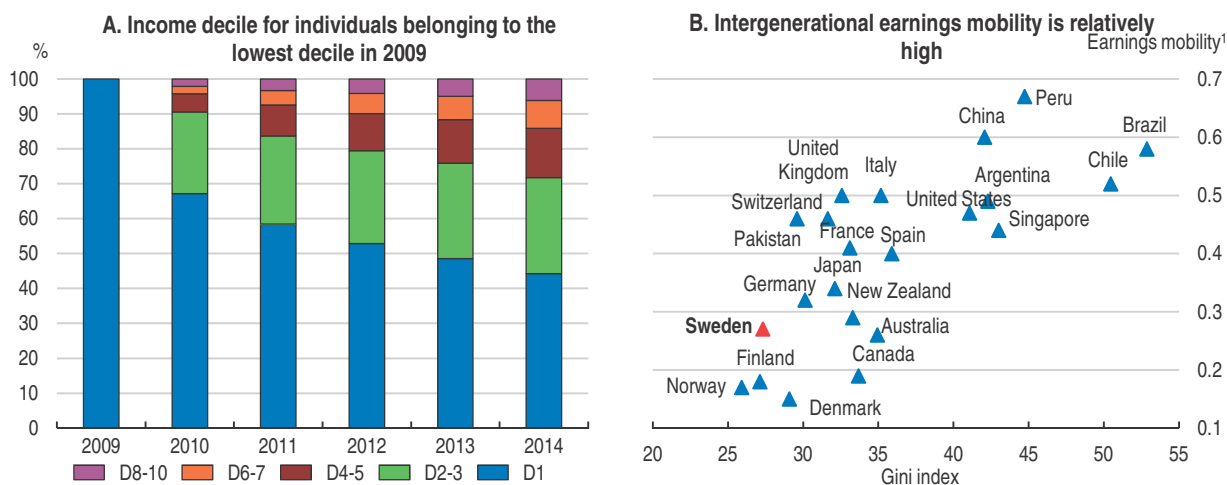 A. Income decile for individuals belonging to the
lowest decile in 2009
%
100
90
80
70
60
50
40
30
20
10
0
2009 2010 2011 2012 2013 2014
D8-10 D6-7 D4-5 D2-3 D1
B. Intergenerational earnings mobility is relatively
high
Earnings mobility¹
0.7
0.6
0.5
0.4
0.3
0.2
0.1
Peru
China
Brazil
United
Kingdom
Italy
Chile
Argentina
Switzerland
United States
Singapore
Pakistan
France
Spain
Japan
Germany
New Zealand
Sweden
Australia
Finland
Canada
Norway
Denmark
20 25 30 35 40 45 50 55
Gini index